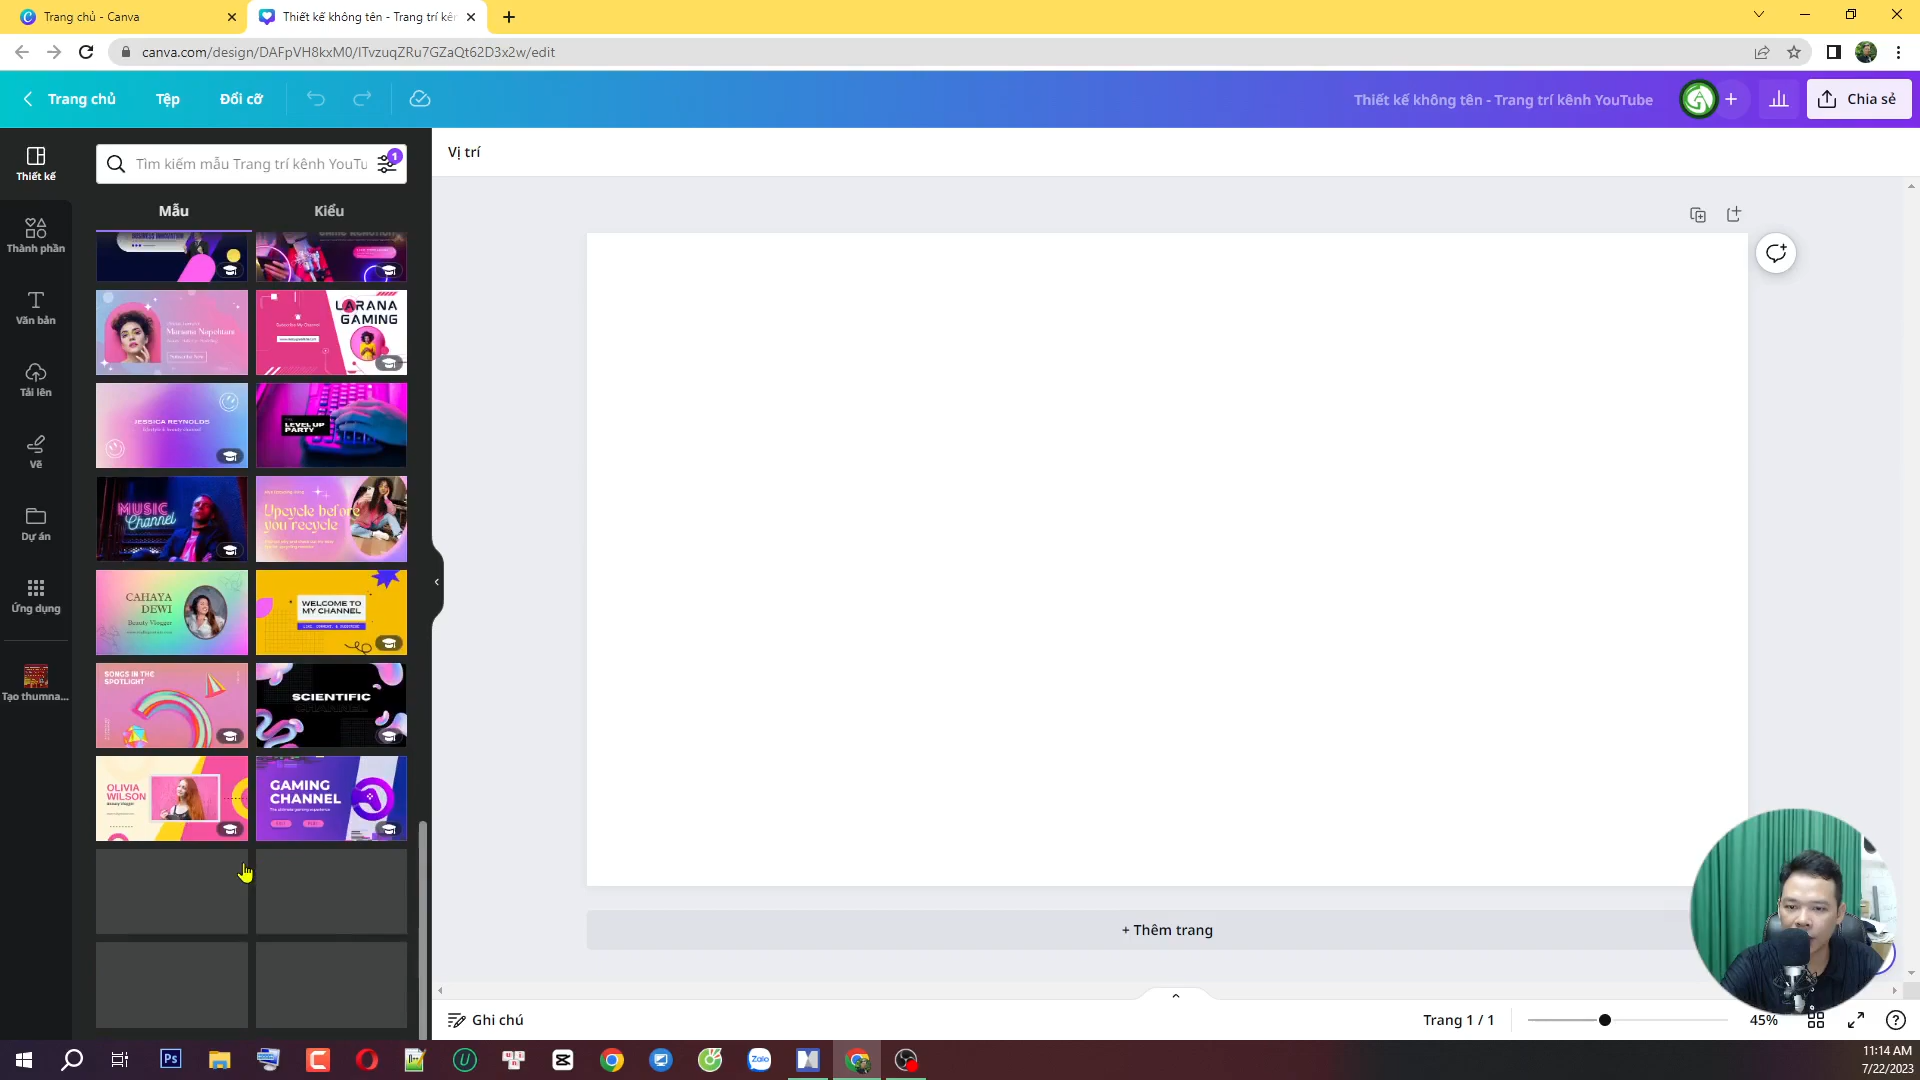 Trang chủ - Canva
Thiết kế không tên - Trang trí kên
canva.com/design/DAFpVH8kxM0/lTvzuqZRu7GZaQt62D3x2w/edit
Trang chủ
Tệp
Đổi cỡ
Thiết kế không tên - Trang trí kênh YouTube
Chia sẻ
Thiết kế
Thành phần
Văn bản
Tải lên
Vẽ
Dự án
Ứng dụng
Tạo thumna...
Tìm kiếm mẫu Trang trí kênh YouTu
1
Mẫu
Kiểu
LARANA
GAMING
JESSICA REYNOLDS
LEVEL UP
PARTY
MUSIC
Channel
Upcycle before
you recycle
CAHAYA
DEWI
Beauty Vlogger
WELCOME TO
MY CHANNEL
SONGS IN THE
SPOTLIGHT
SCIENTIFIC
CHANNEL
OLIVIA
WILSON
GAMING
CHANNEL
Vị trí
+ Thêm trang
Ghi chú
Trang 1 / 1
45%
Ps
Zalo
11:14 AM
7/22/2023